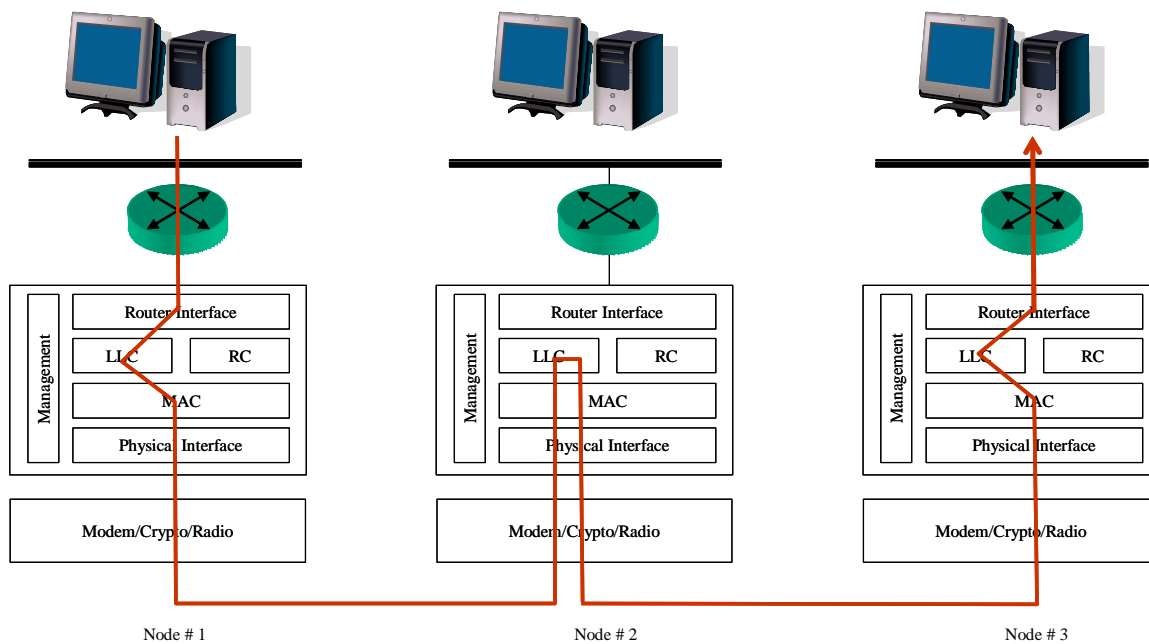 Management
Router Interface
LLC
RC
MAC
Physical Interface
Modem/Crypto/Radio
Node # 1
Management
Router Interface
LLC
RC
MAC
Physical Interface
Modem/Crypto/Radio
Node # 2
Management
Router Interface
LLC
RC
MAC
Physical Interface
Modem/Crypto/Radio
Node # 3